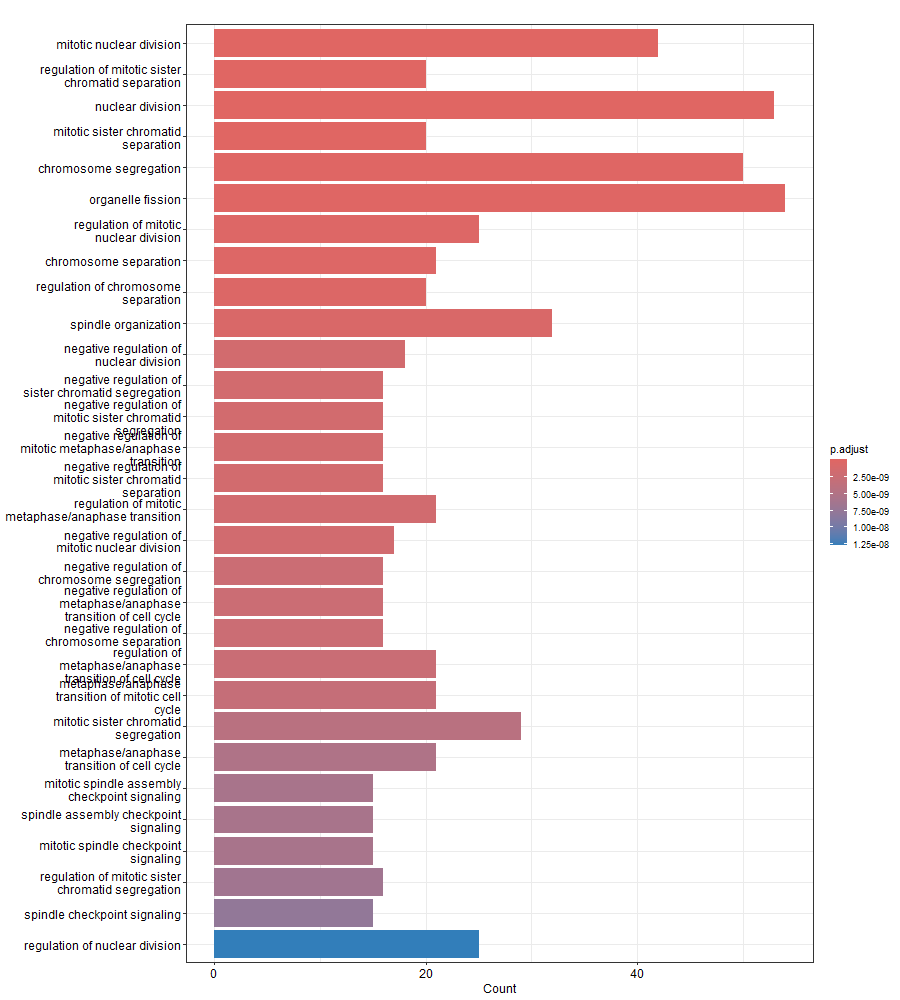 mitotic nuclear division
regulation of mitotic sister
chromatid separation
nuclear division
mitotic sister chromatid
separation
chromosome segregation
organelle fission
regulation of mitotic
nuclear division
chromosome separation
regulation of chromosome
separation
spindle organization
negative regulation of
nuclear division
negative regulation of
sister chromatid segregation
negative regulation of
mitotic sister chromatid
segregation
negative regulation of
mitotic metaphase/anaphase
transition
negative regulation of
mitotic sister chromatid
separation
regulation of mitotic
metaphase/anaphase transition
negative regulation of
mitotic nuclear division
negative regulation of
chromosome segregation
negative regulation of
metaphase/anaphase
transition of cell cycle
negative regulation of
chromosome separation
regulation of
metaphase/anaphase
transition of cell cycle
metaphase/anaphase
transition of mitotic cell
cycle
mitotic sister chromatid
segregation
metaphase/anaphase
transition of cell cycle
mitotic spindle assembly
checkpoint signaling
spindle assembly checkpoint
signaling
mitotic spindle checkpoint
signaling
regulation of mitotic sister
chromatid segregation
spindle checkpoint signaling
regulation of nuclear division
0 20 40
Count
p.adjust
2.50e-09
5.00e-09
7.50e-09
1.00e-08
1.25e-08